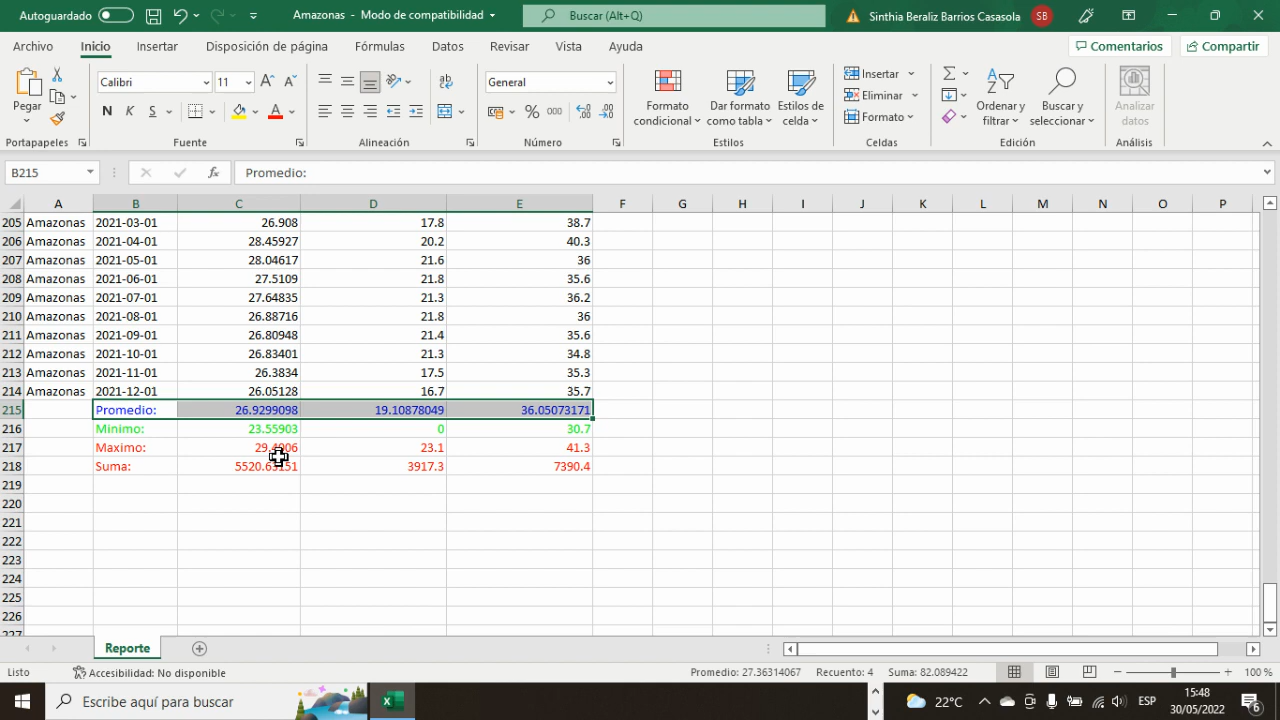 Autoguardado Amazonas - Modo de compatibilidad Buscar (Alt+Q) Sinthia Beraliz Barrios Casasola SB
Archivo Inicio Insertar Disposición de página Fórmulas Datos Revisar Vista Ayuda Comentarios Compartir
Pegar
Portapapeles
Calibri 11
N K S
Fuente
Alineación
General
% 000
Número
Formato condicional
Dar formato como tabla
Estilos de celda
Estilos
Insertar
Eliminar
Formato
Celdas
Ordenar y filtrar
Buscar y seleccionar
Edición
Analizar datos
Análisis
B215 fx Promedio:
A B C D E F G H I J K L M N O P
205 Amazonas 2021-03-01 26.908 17.8 38.7
206 Amazonas 2021-04-01 28.45927 20.2 40.3
207 Amazonas 2021-05-01 28.04617 21.6 36
208 Amazonas 2021-06-01 27.5109 21.8 35.6
209 Amazonas 2021-07-01 27.64835 21.3 36.2
210 Amazonas 2021-08-01 26.88716 21.8 36
211 Amazonas 2021-09-01 26.80948 21.4 35.6
212 Amazonas 2021-10-01 26.83401 21.3 34.8
213 Amazonas 2021-11-01 26.3834 17.5 35.3
214 Amazonas 2021-12-01 26.05128 16.7 35.7
215 Promedio: 26.9299098 19.10878049 36.05073171
216 Minimo: 23.55903 0 30.7
217 Maximo: 23.1 41.3
218 Suma: 3917.3 7390.4
219
220
221
222
223
224
225
226
227
Reporte
Listo Accesibilidad: No disponible Promedio: 27.36314067 Recuento: 4 Suma: 82.089422 100 %
Escribe aquí para buscar 22°C ESP 15:48
30/05/2022 6